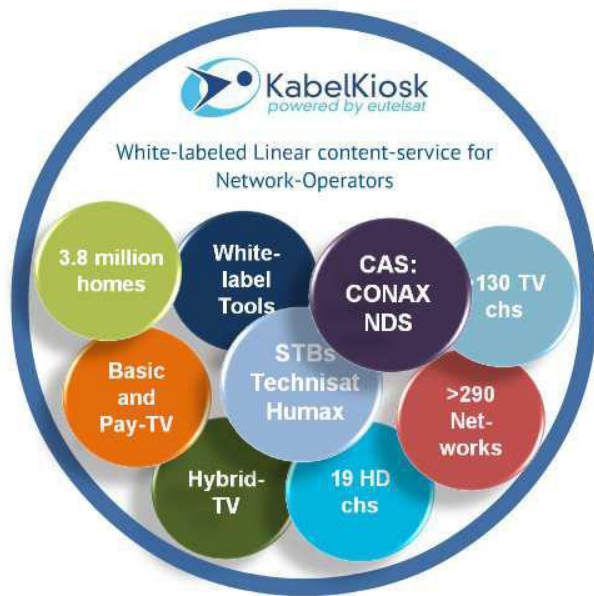 KabelKiosk
powered by eutelsat
White-labeled Linear content-service for
Network-Operators
3.8 million
homes
White-
label
Tools
CAS:
CONAX
NDS
130 TV
chs
Basic
and
Pay-TV
STBs
Technisat
Humax
>290
Net-
works
Hybrid-
TV
19 HD
chs